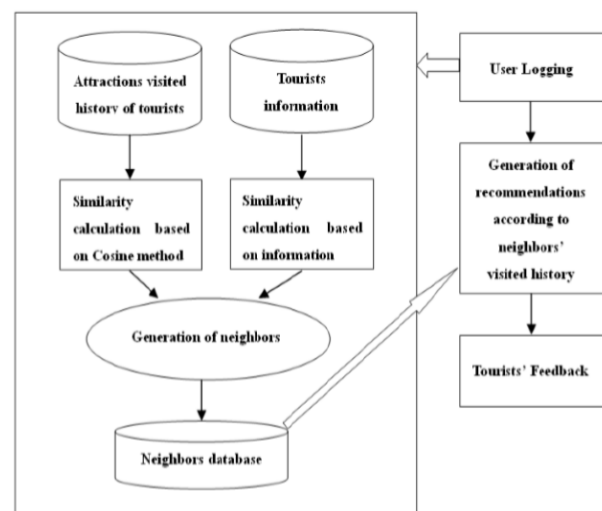 Attractions visited
history of tourists
Tourists
information
User Logging
Similarity
calculation based
on Cosine method
Similarity
calculation based
on information
Generation of
recommendations
according to
neighbors'
visited history
Generation of neighbors
Tourists' Feedback
Neighbors database